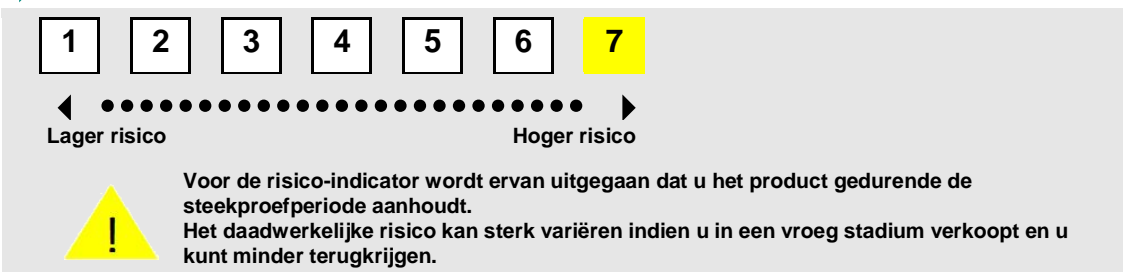 1 2 3 4 5 6 7
Lager risico Hoger risico
Voor de risico-indicator wordt ervan uitgegaan dat u het product gedurende de
steekproefperiode aanhoudt.
! Het daadwerkelijke risico kan sterk variëren indien u in een vroeg stadium verkoopt en u
kunt minder terugkrijgen.